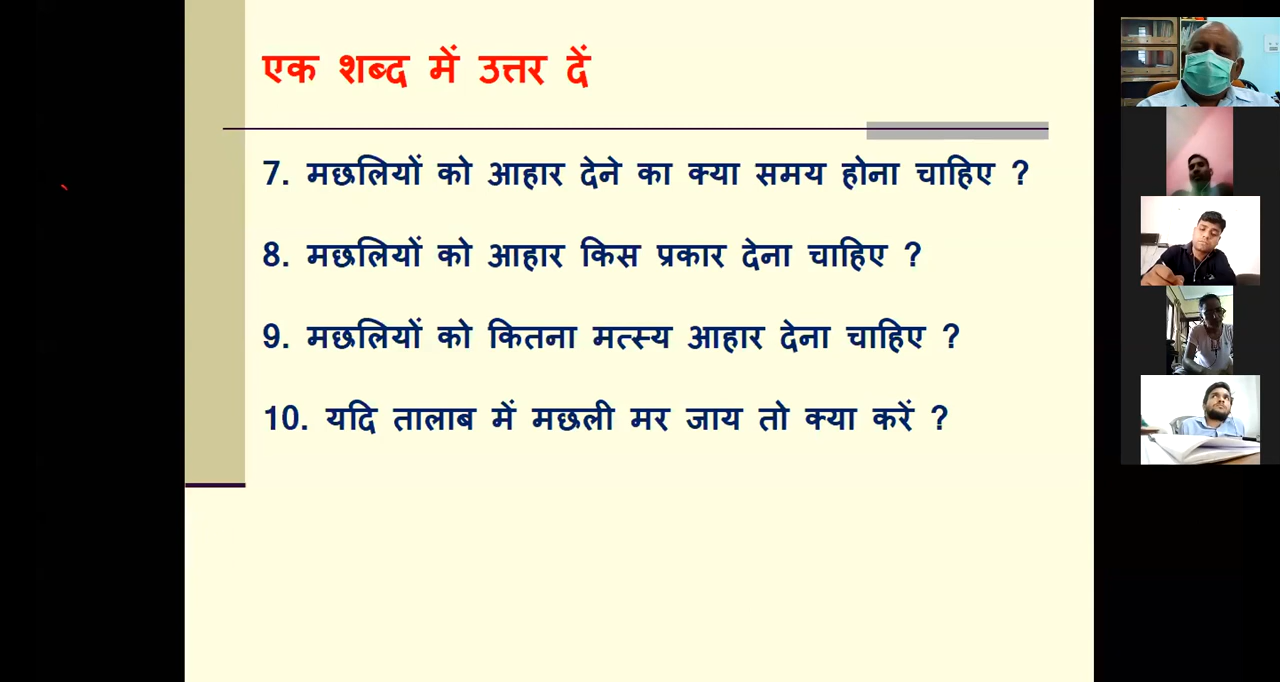 एक शब्द में उत्तर दें
7. मछलियों को आहार देने का क्या समय होना चाहिए ?
8. मछलियों को आहार किस प्रकार देना चाहिए ?
9. मछलियों को कितना मत्स्य आहार देना चाहिए ?
10. यदि तालाब में मछली मर जाय तो क्या करें ?